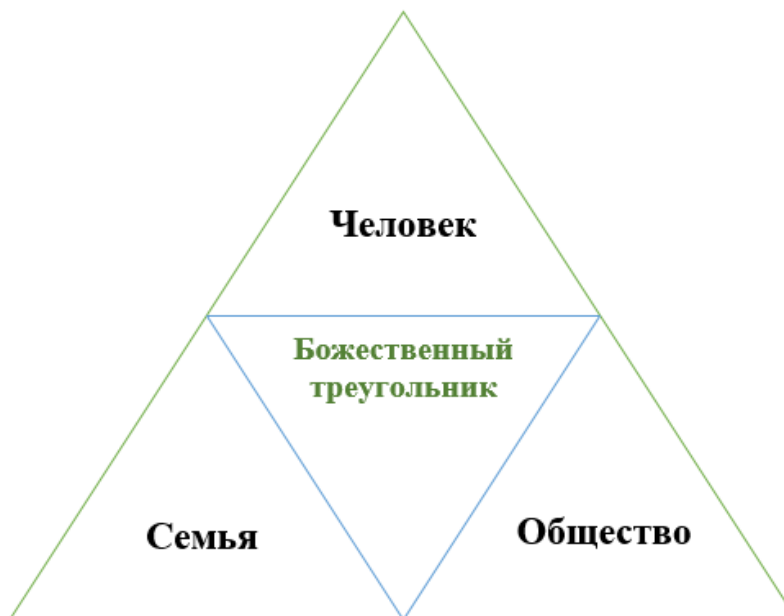 Человек
Божественный
треугольник
Семья
Общество